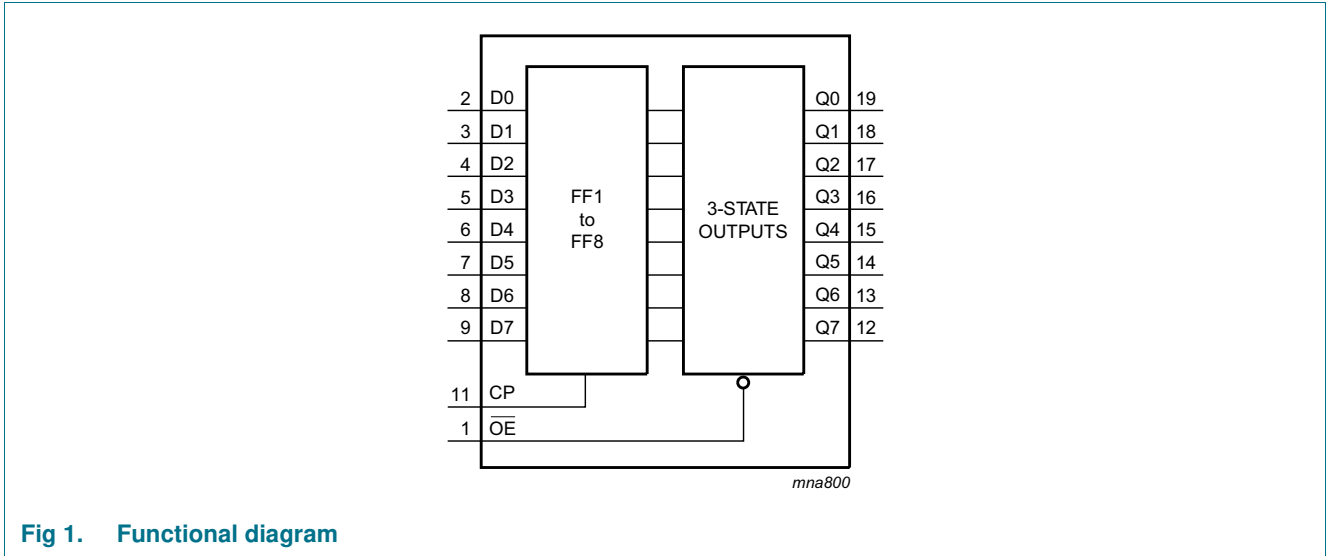 2 D0 Q0 19
3 D1 Q1 18
4 D2 Q2 17
5 D3 FF1 Q3 16
to 3-STATE
6 D4 FF8 OUTPUTS Q4 15
7 D5 Q5 14
8 D6 Q6 13
9 D7 Q7 12
11 CP
1 O̅E̅
mna800
Fig 1. Functional diagram